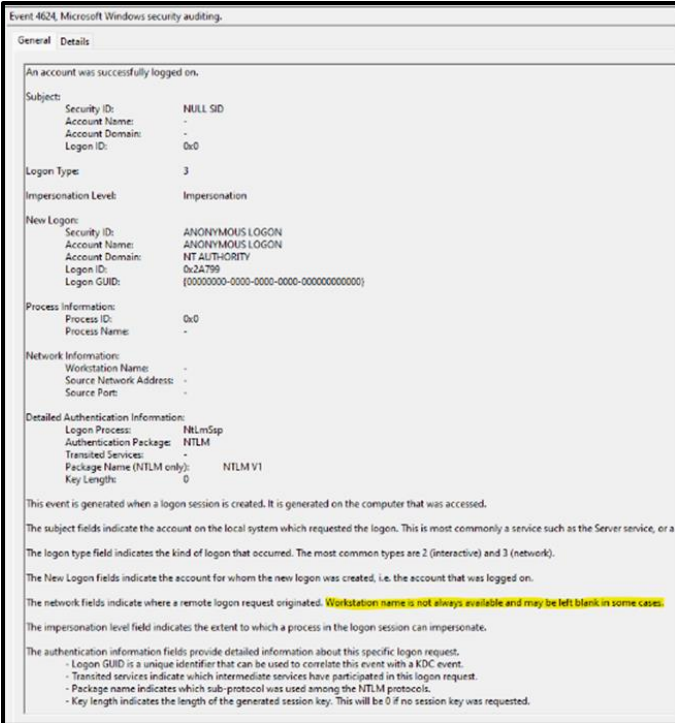 Event 4624, Microsoft Windows security auditing.
General Details
An account was successfully logged on.
Subject:
Security ID: NULL SID
Account Name: -
Account Domain: -
Logon ID: 0x0
Logon Type: 3
Impersonation Level: Impersonation
New Logon:
Security ID: ANONYMOUS LOGON
Account Name: ANONYMOUS LOGON
Account Domain: NT AUTHORITY
Logon ID: 0x2A799
Logon GUID: {00000000-0000-0000-0000-000000000000}
Process Information:
Process ID: 0x0
Process Name: -
Network Information:
Workstation Name: -
Source Network Address: -
Source Port: -
Detailed Authentication Information:
Logon Process: NtLmSsp
Authentication Package: NTLM
Transited Services: -
Package Name (NTLM only): NTLM V1
Key Length: 0
This event is generated when a logon session is created. It is generated on the computer that was accessed.
The subject fields indicate the account on the local system which requested the logon. This is most commonly a service such as the Server service, or a
The logon type field indicates the kind of logon that occurred. The most common types are 2 (interactive) and 3 (network).
The New Logon fields indicate the account for whom the new logon was created, i.e. the account that was logged on.
The network fields indicate where a remote logon request originated. Workstation name is not always available and may be left blank in some cases.
The impersonation level field indicates the extent to which a process in the logon session can impersonate.
The authentication information fields provide detailed information about this specific logon request.
- Logon GUID is a unique identifier that can be used to correlate this event with a KDC event.
- Transited services indicate which intermediate services have participated in this logon request.
- Package name indicates which sub-protocol was used among the NTLM protocols.
- Key length indicates the length of the generated session key. This will be 0 if no session key was requested.